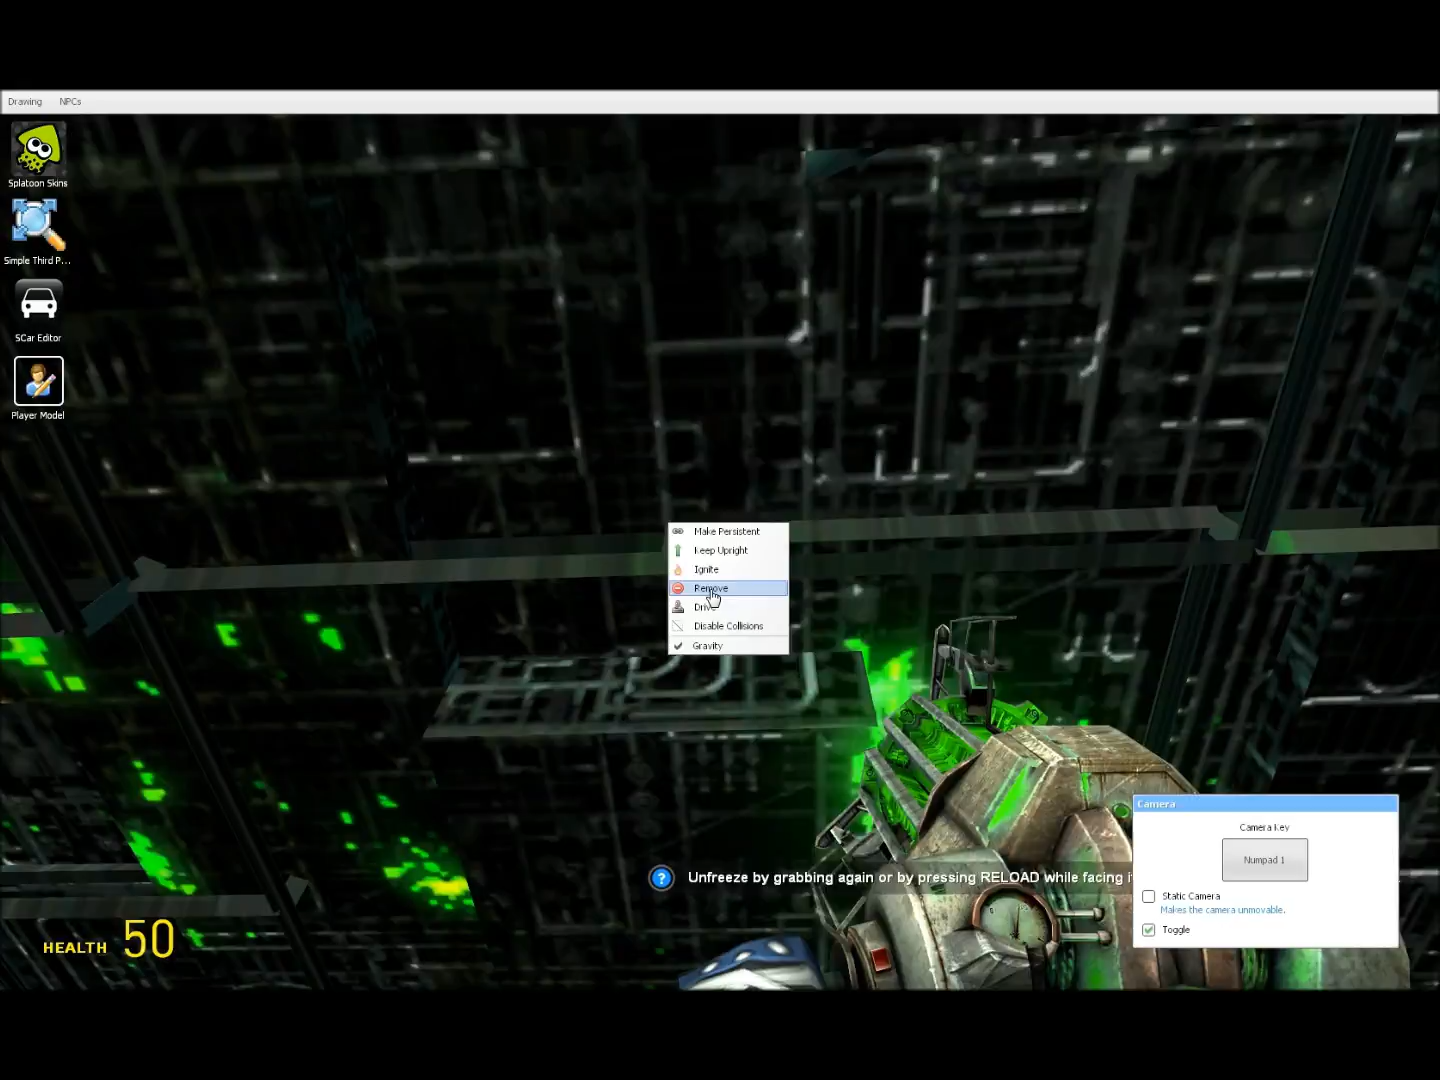 Drawing NPCs
Splatoon Skins
Simple Third P...
SCar Editor
Player Model
Make Persistent
Keep Upright
Ignite
Remove
Drive
Disable Collisions
Gravity
Camera
Camera Key
Numpad 1
Static Camera
Makes the camera unmovable.
Toggle
Unfreeze by grabbing again or by pressing RELOAD while facing i
HEALTH 50